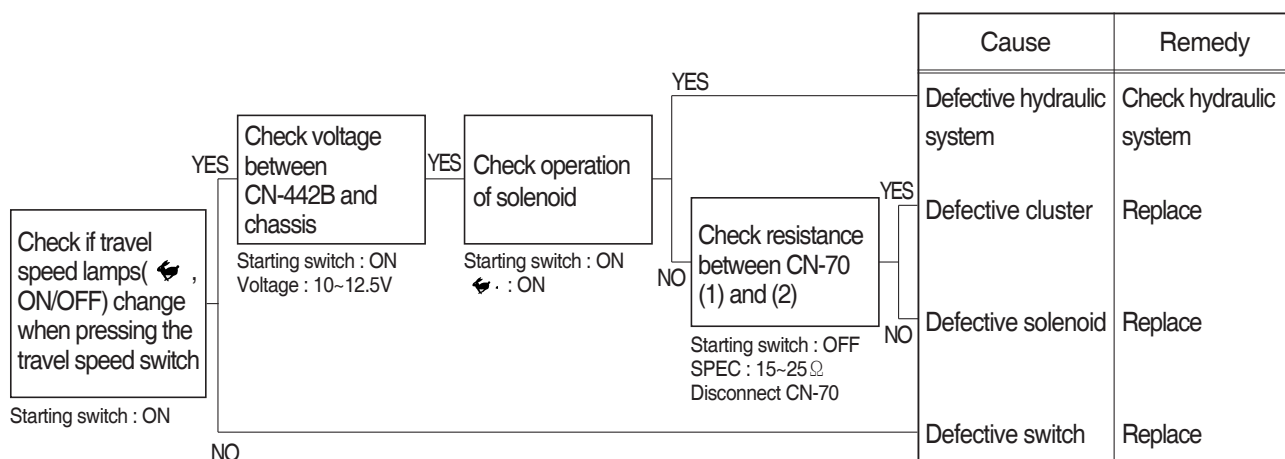 Check if travel
speed lamps( ,
ON/OFF) change
when pressing the
travel speed switch
Starting switch : ON
YES
NO
Check voltage
between
CN-442B and
chassis
Starting switch : ON
Voltage : 10~12.5V
YES
Check operation
of solenoid
Starting switch : ON
· : ON
YES
NO
Check resistance
between CN-70
(1) and (2)
Starting switch : OFF
SPEC : 15~25Ω
Disconnect CN-70
YES
NO
Cause Remedy
Defective hydraulic Check hydraulic
system system
Defective cluster Replace
Defective solenoid Replace
Defective switch Replace